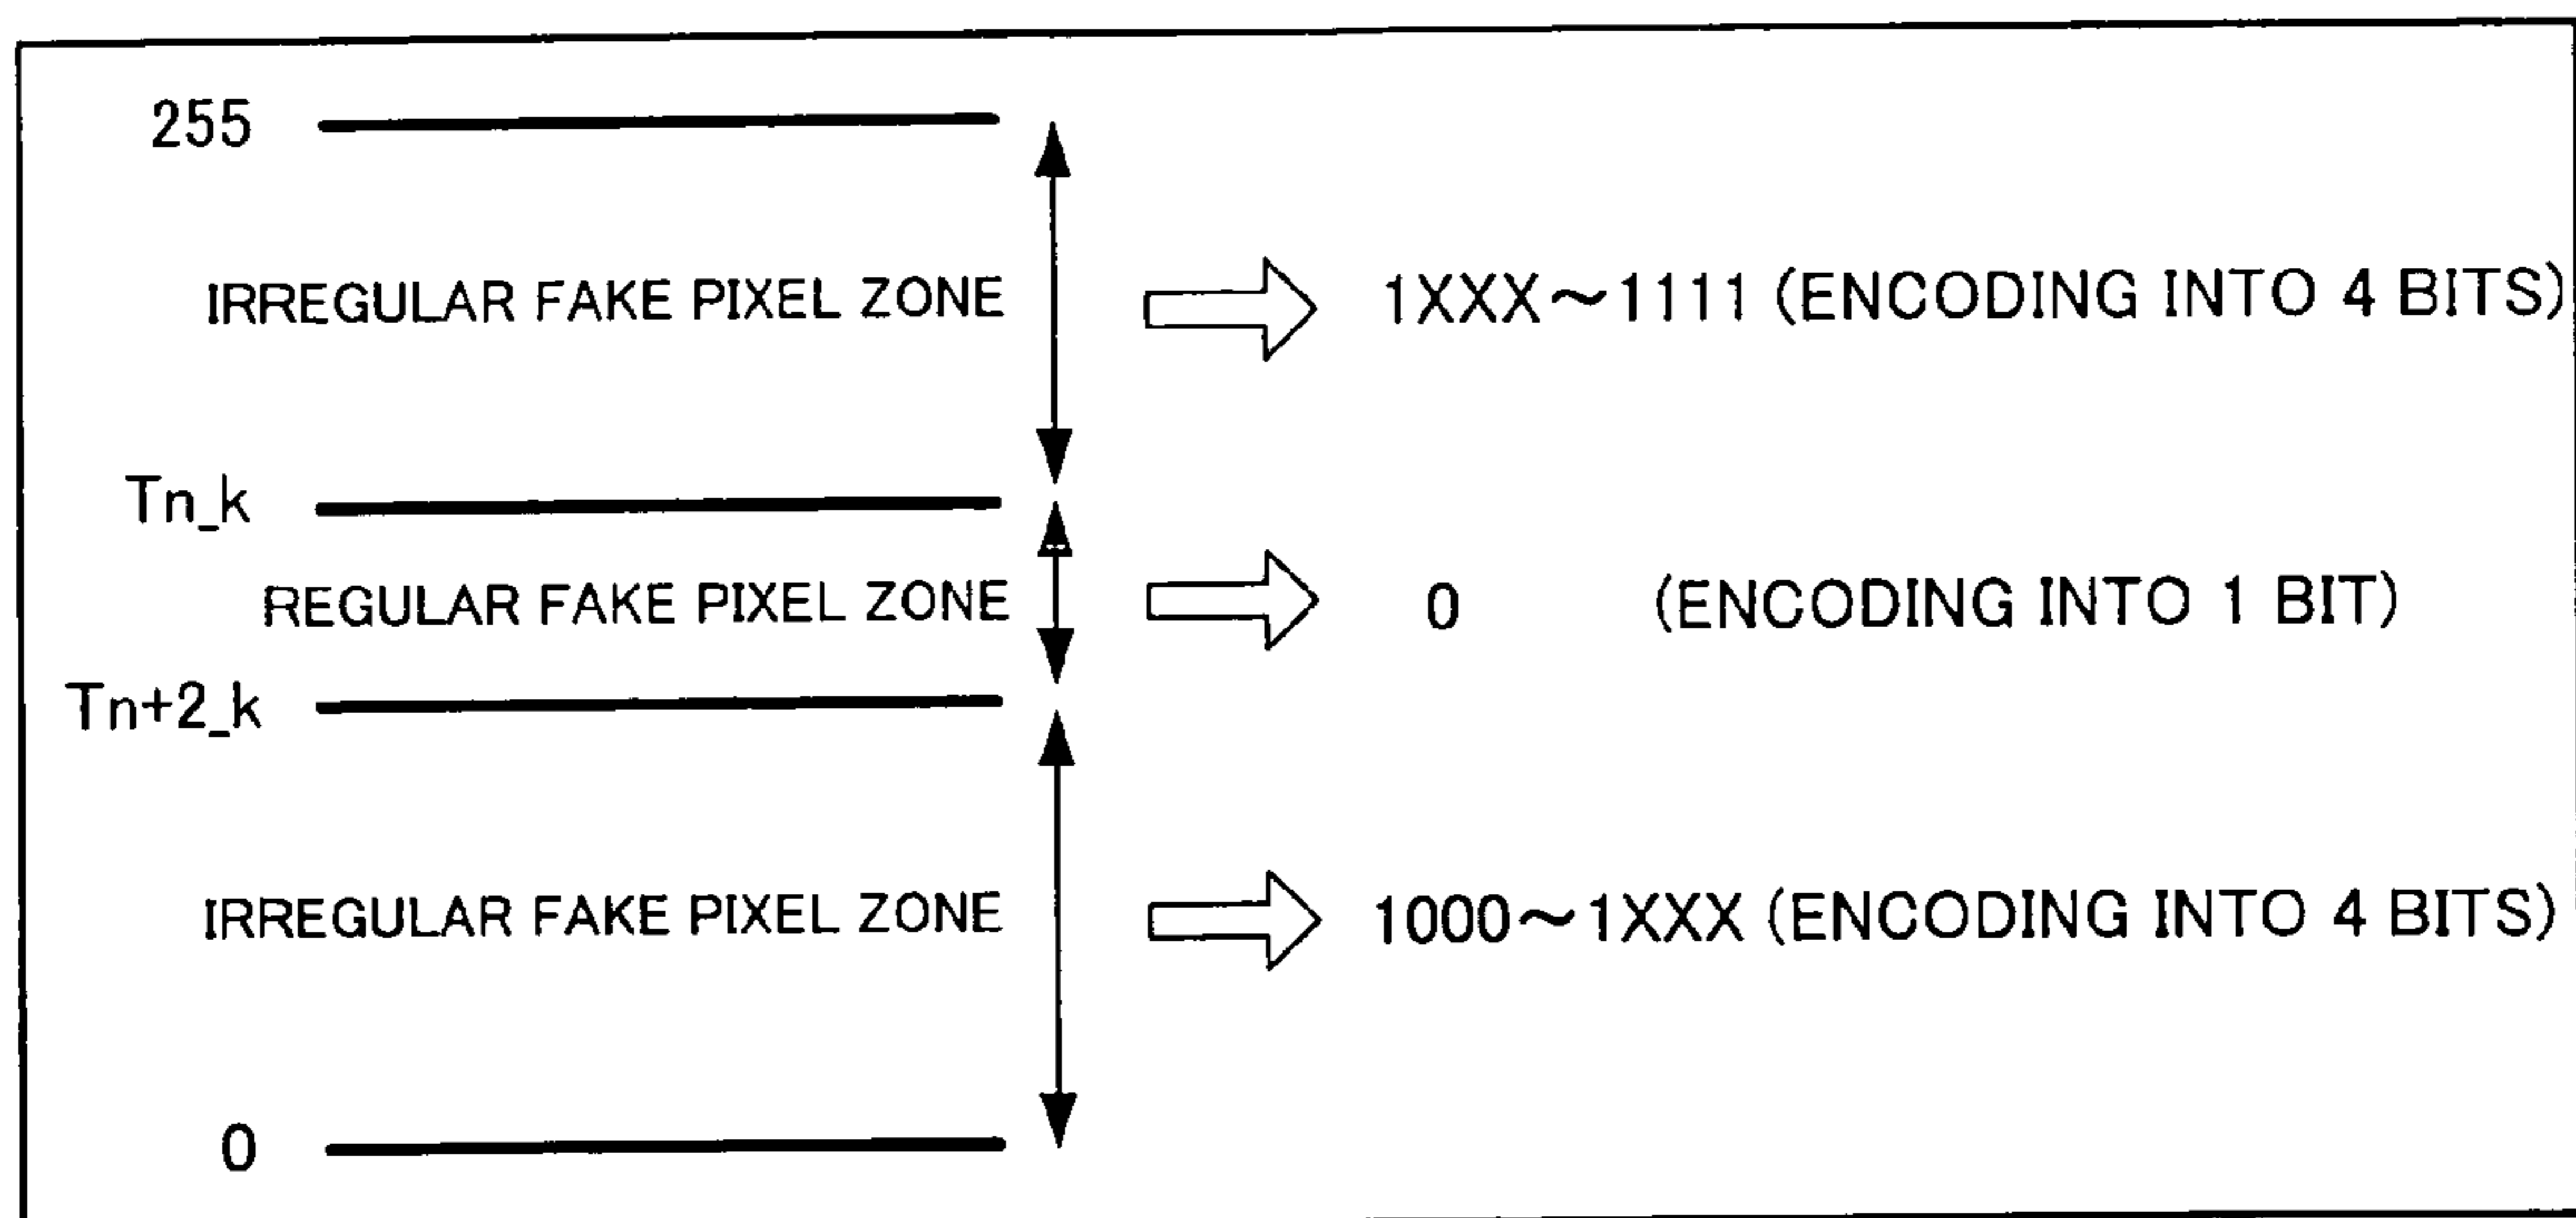 255
IRREGULAR FAKE PIXEL ZONE
1XXX～1111 (ENCODING INTO 4 BITS)
Tn_k
REGULAR FAKE PIXEL ZONE
0 (ENCODING INTO 1 BIT)
Tn+2_k
IRREGULAR FAKE PIXEL ZONE
1000～1XXX (ENCODING INTO 4 BITS)
0